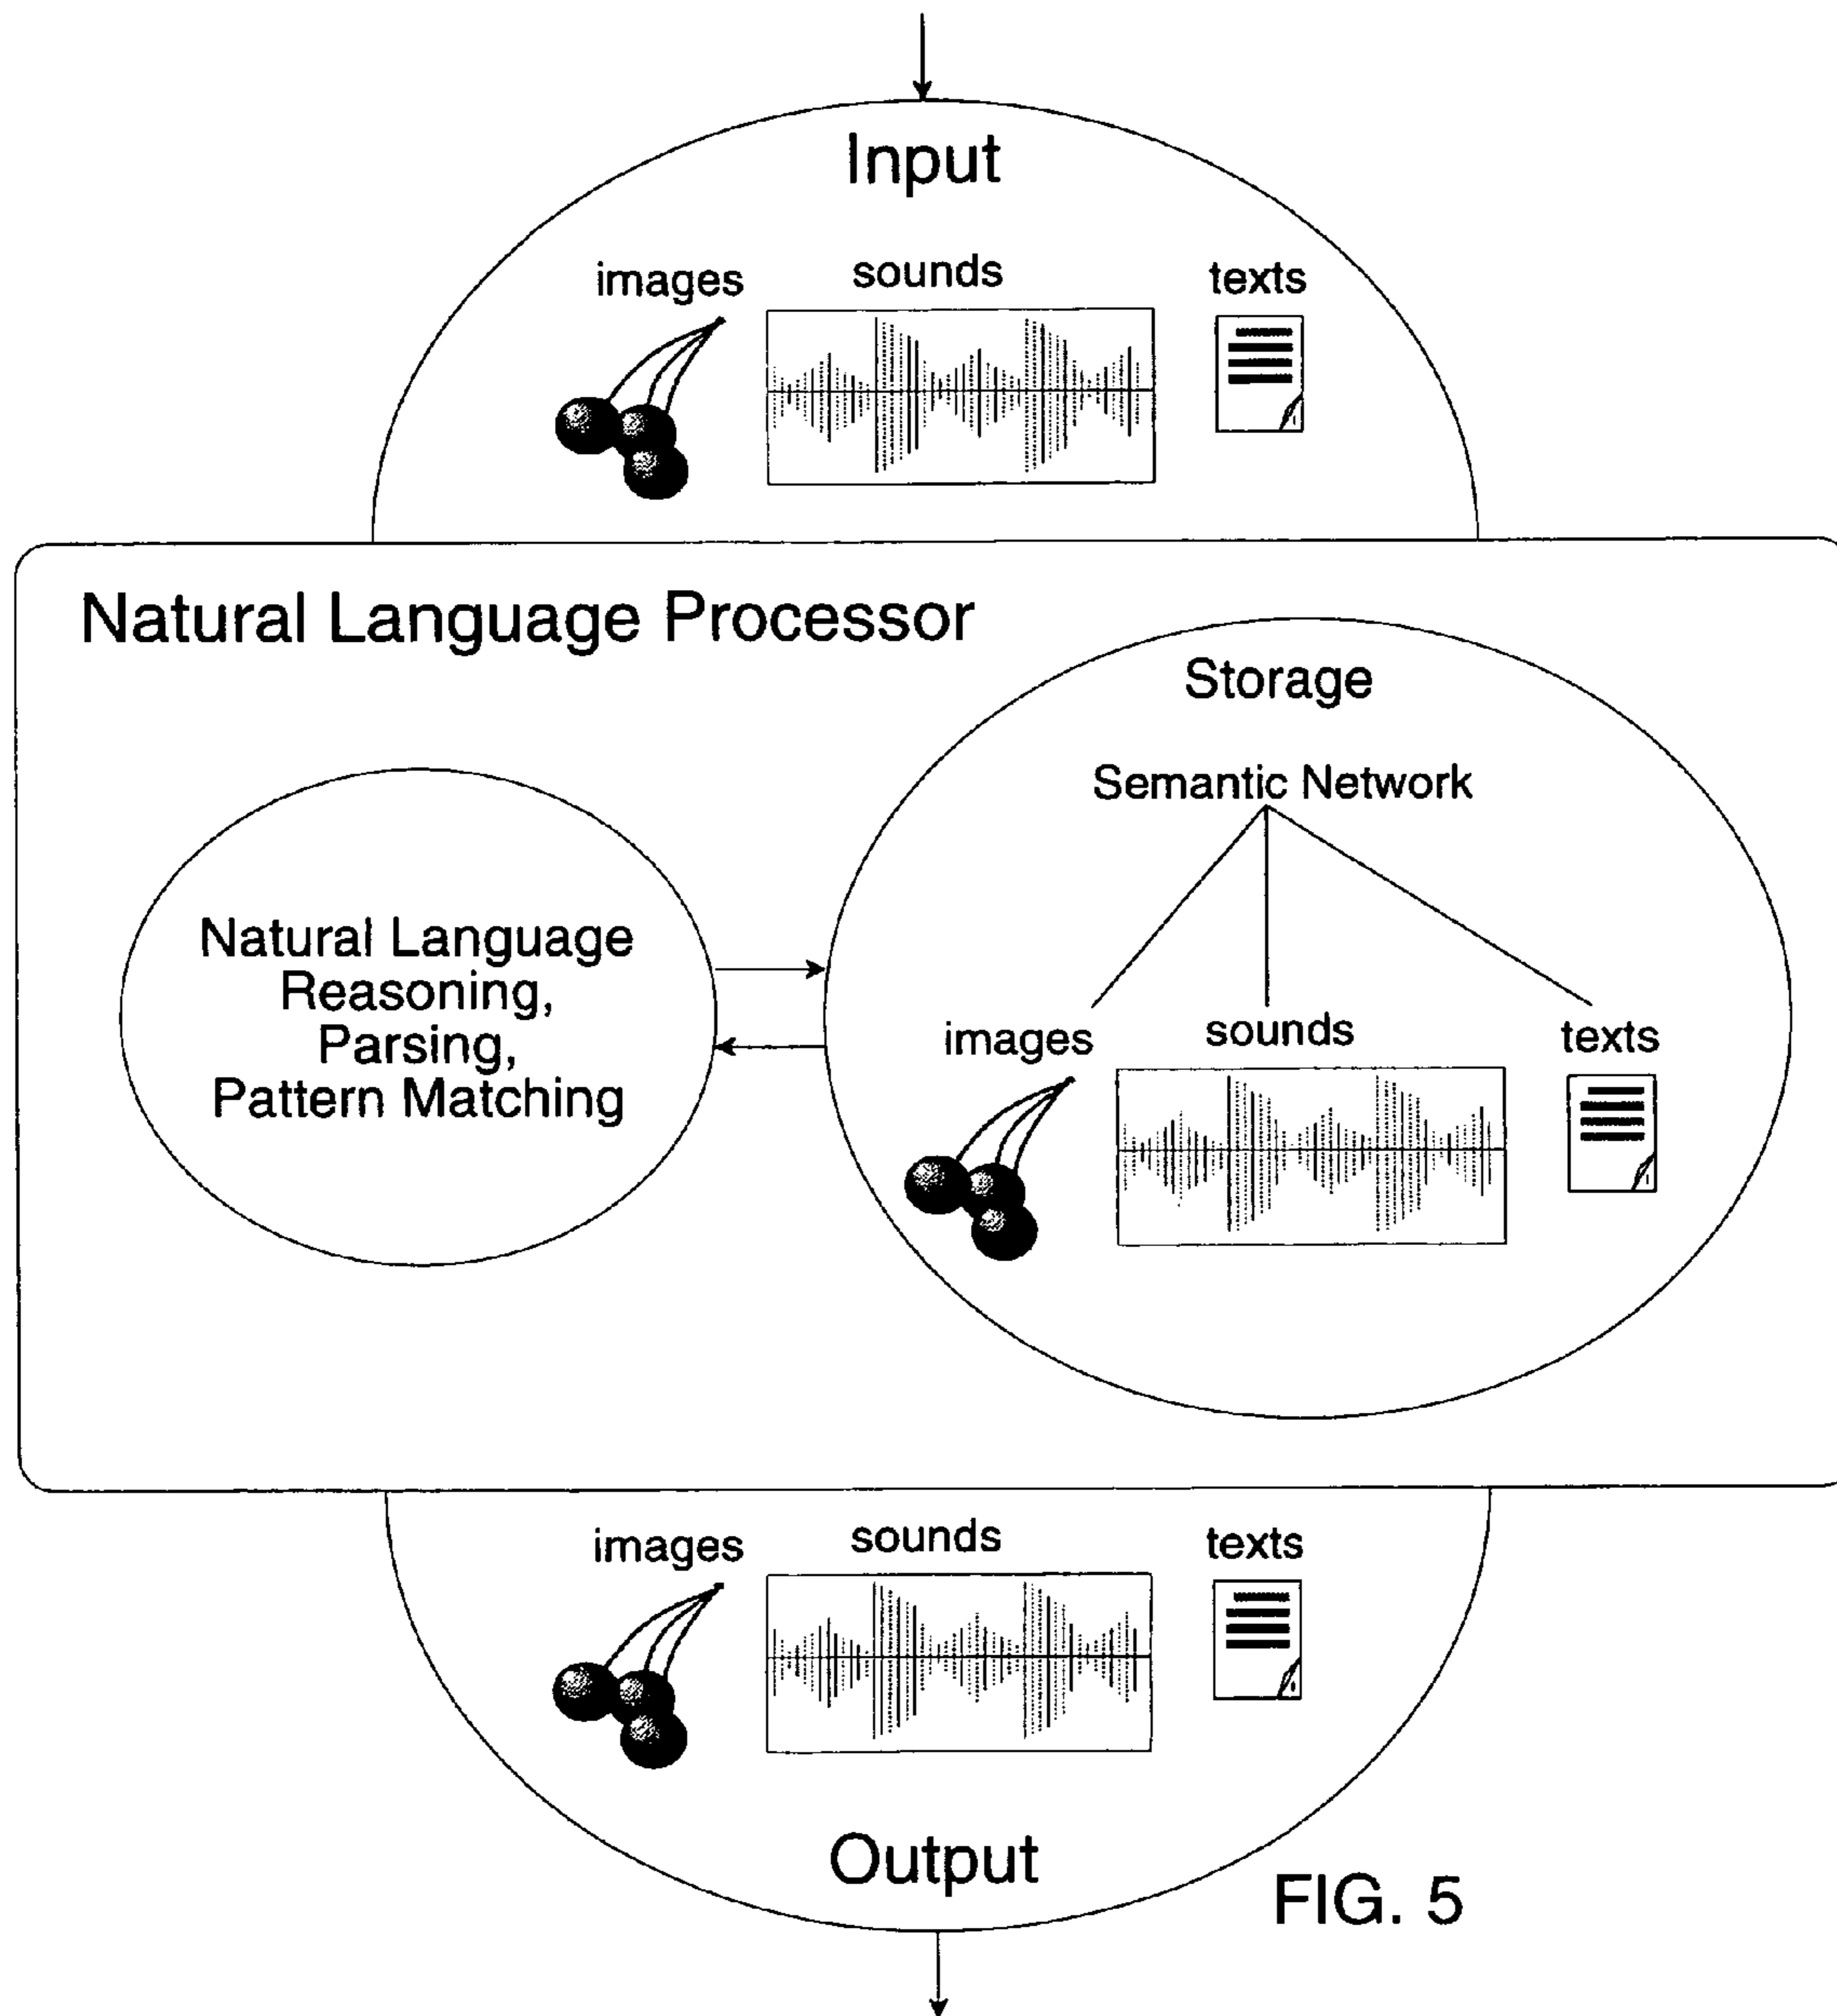 Input
images sounds texts
Natural Language Processor
Storage
Semantic Network
Natural Language
Reasoning,
Parsing,
Pattern Matching
images sounds texts
images sounds texts
Output
FIG. 5